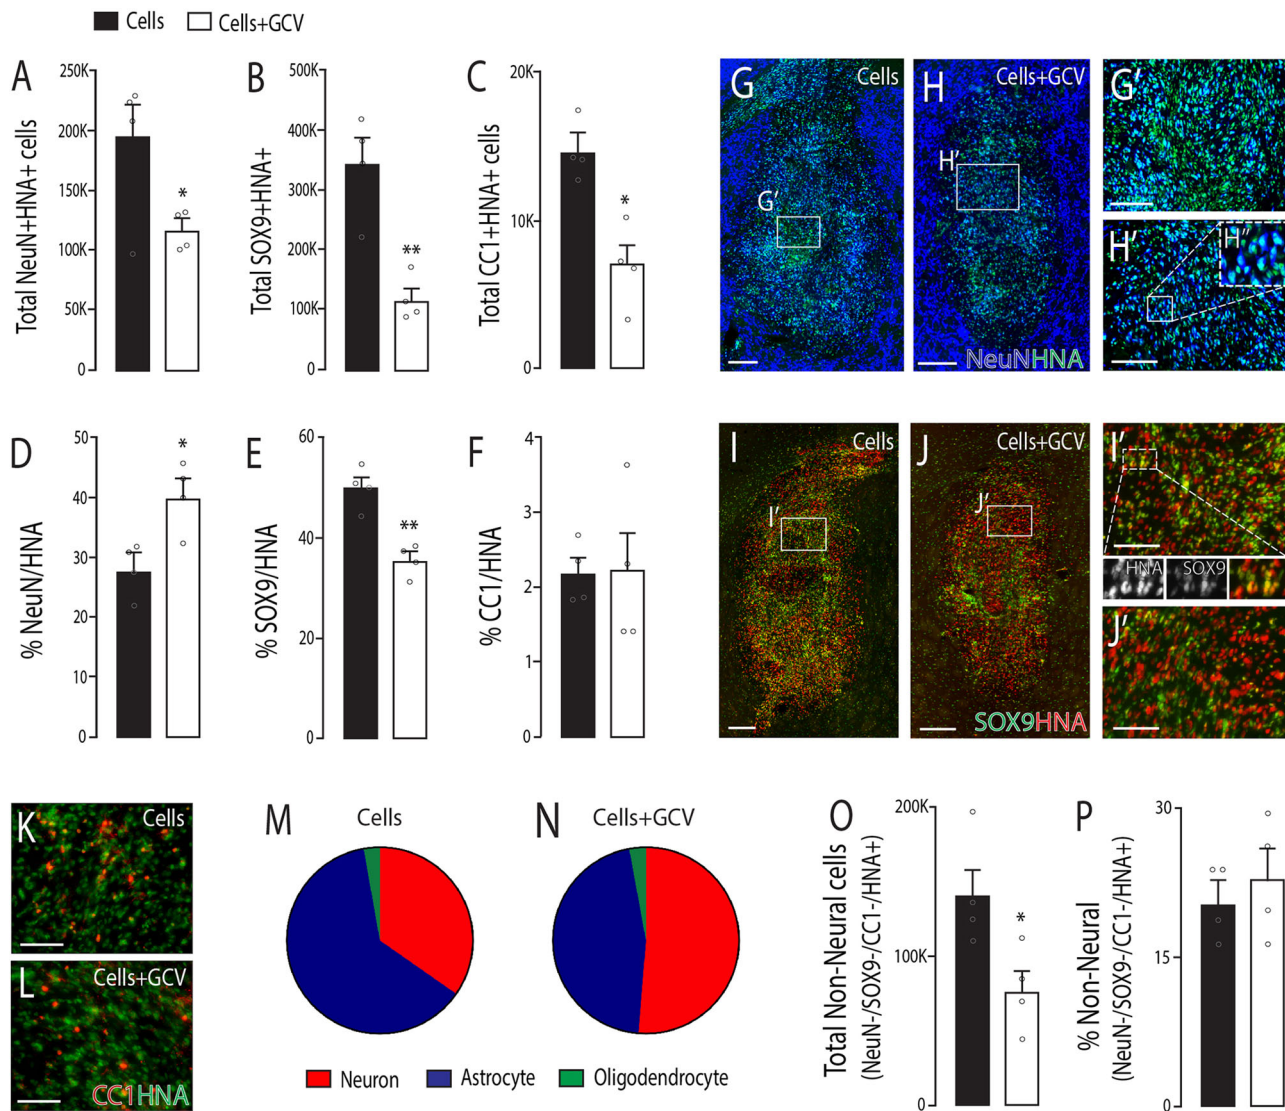 Cells
Cells+GCV
A
Total NeuN+HNA+ cells
250K
200K
150K
100K
50K
0
*
B
Total SOX9+HNA+
500K
400K
300K
200K
100K
0
**
C
Total CC1+HNA+ cells
20K
10K
0
*
G
Cells
G'
H
Cells+GCV
H'
NeuNHNA
G'
H'
H"
D
% NeuN/HNA
50
40
30
20
10
0
*
E
% SOX9/HNA
60
40
20
0
**
F
% CC1/HNA
4
3
2
1
0
I
Cells
I'
J
Cells+GCV
J'
SOX9HNA
I'
HNA
SOX9
J'
K
Cells
L
Cells+GCV
CC1HNA
M
Cells
N
Cells+GCV
Neuron
Astrocyte
Oligodendrocyte
O
Total Non-Neural cells
(NeuN-/SOX9-/CC1-/HNA+)
200K
100K
0
*
P
% Non-Neural
(NeuN-/SOX9-/CC1-/HNA+)
30
15
0